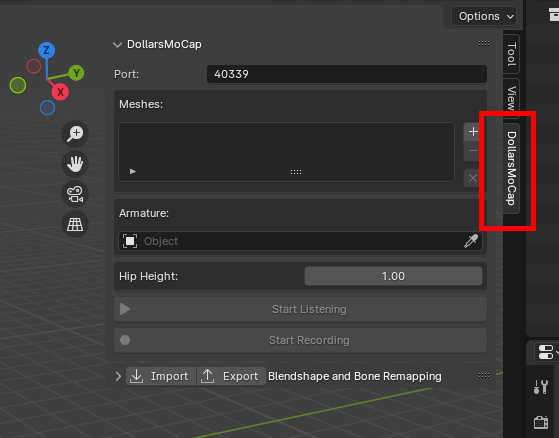 Options
DollarsMoCap
Port:
40339
Meshes:
Armature:
Object
Hip Height:
1.00
Start Listening
Start Recording
Import
Export
Blendshape and Bone Remapping
Tool
View
DollarsMoCap
Z
Y
X